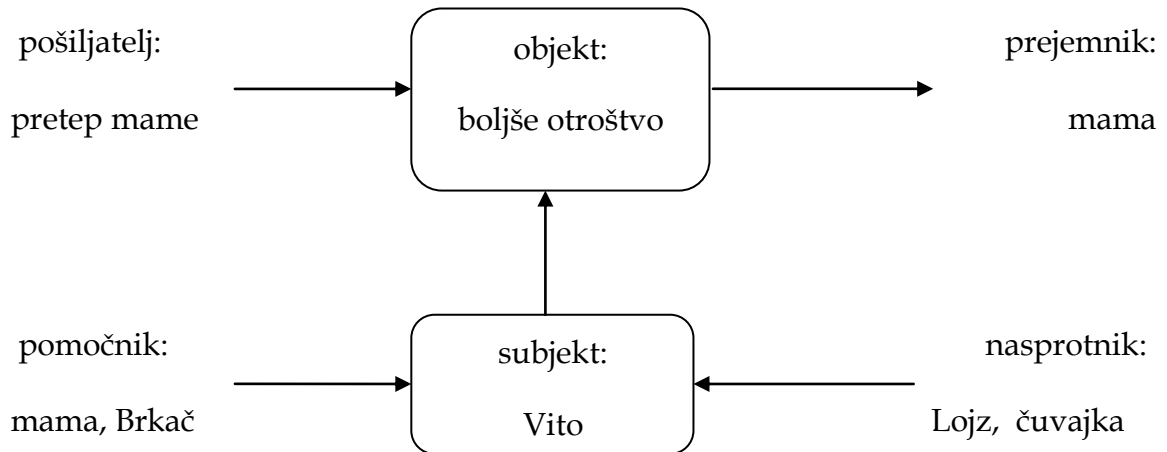 pošiljatelj:
pretep mame
objekt:
boljše otroštvo
prejemnik:
mama
pomočnik:
mama, Brkač
subjekt:
Vito
nasprotnik:
Lojz, čuvajka